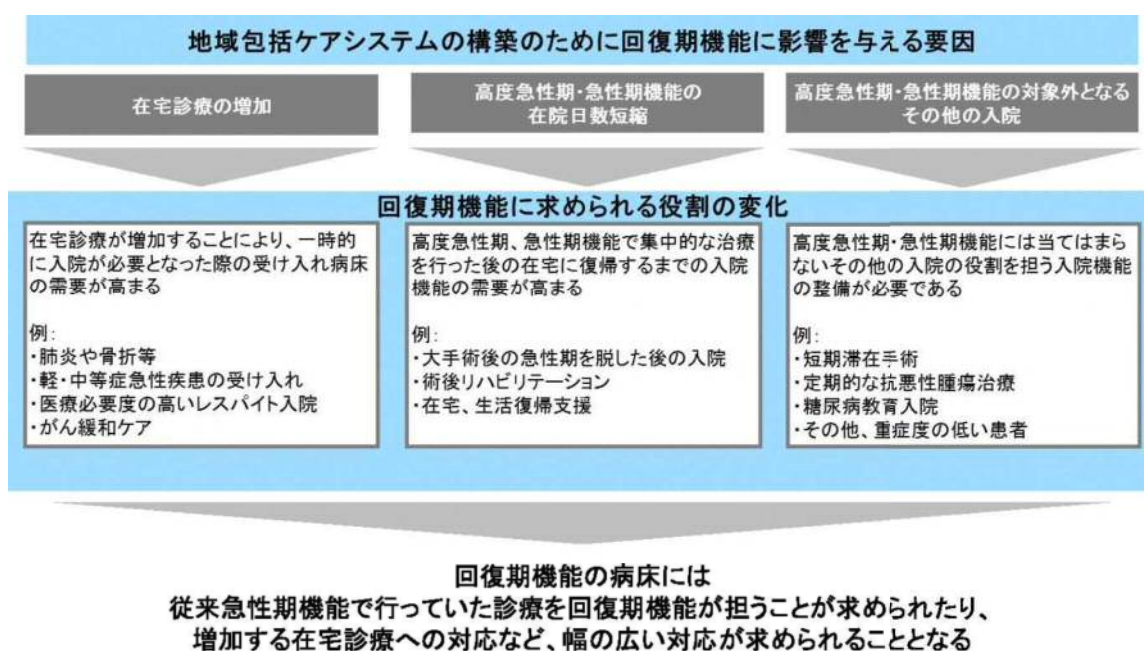 地域包括ケアシステムの構築のために回復期機能に影響を与える要因
在宅診療の増加
高度急性期・急性期機能の
在院日数短縮
高度急性期・急性期機能の対象外となる
その他の入院
回復期機能に求められる役割の変化
在宅診療が増加することにより、一時的
に入院が必要となった際の受け入れ病床
の需要が高まる
例:
・肺炎や骨折等
・軽・中等症急性疾患の受け入れ
・医療必要度の高いレスパイト入院
・がん緩和ケア
高度急性期、急性期機能で集中的な治療
を行った後の在宅に復帰するまでの入院
機能の需要が高まる
例:
・大手術後の急性期を脱した後の入院
・術後リハビリテーション
・在宅、生活復帰支援
高度急性期・急性期機能には当てはまら
ないその他の入院の役割を担う入院機能
の整備が必要である
例:
・短期滞在手術
・定期的な抗悪性腫瘍治療
・糖尿病教育入院
・その他、重症度の低い患者
回復期機能の病床には
従来急性期機能で行っていた診療を回復期機能が担うことが求められたり、
増加する在宅診療への対応など、幅の広い対応が求められることとなる